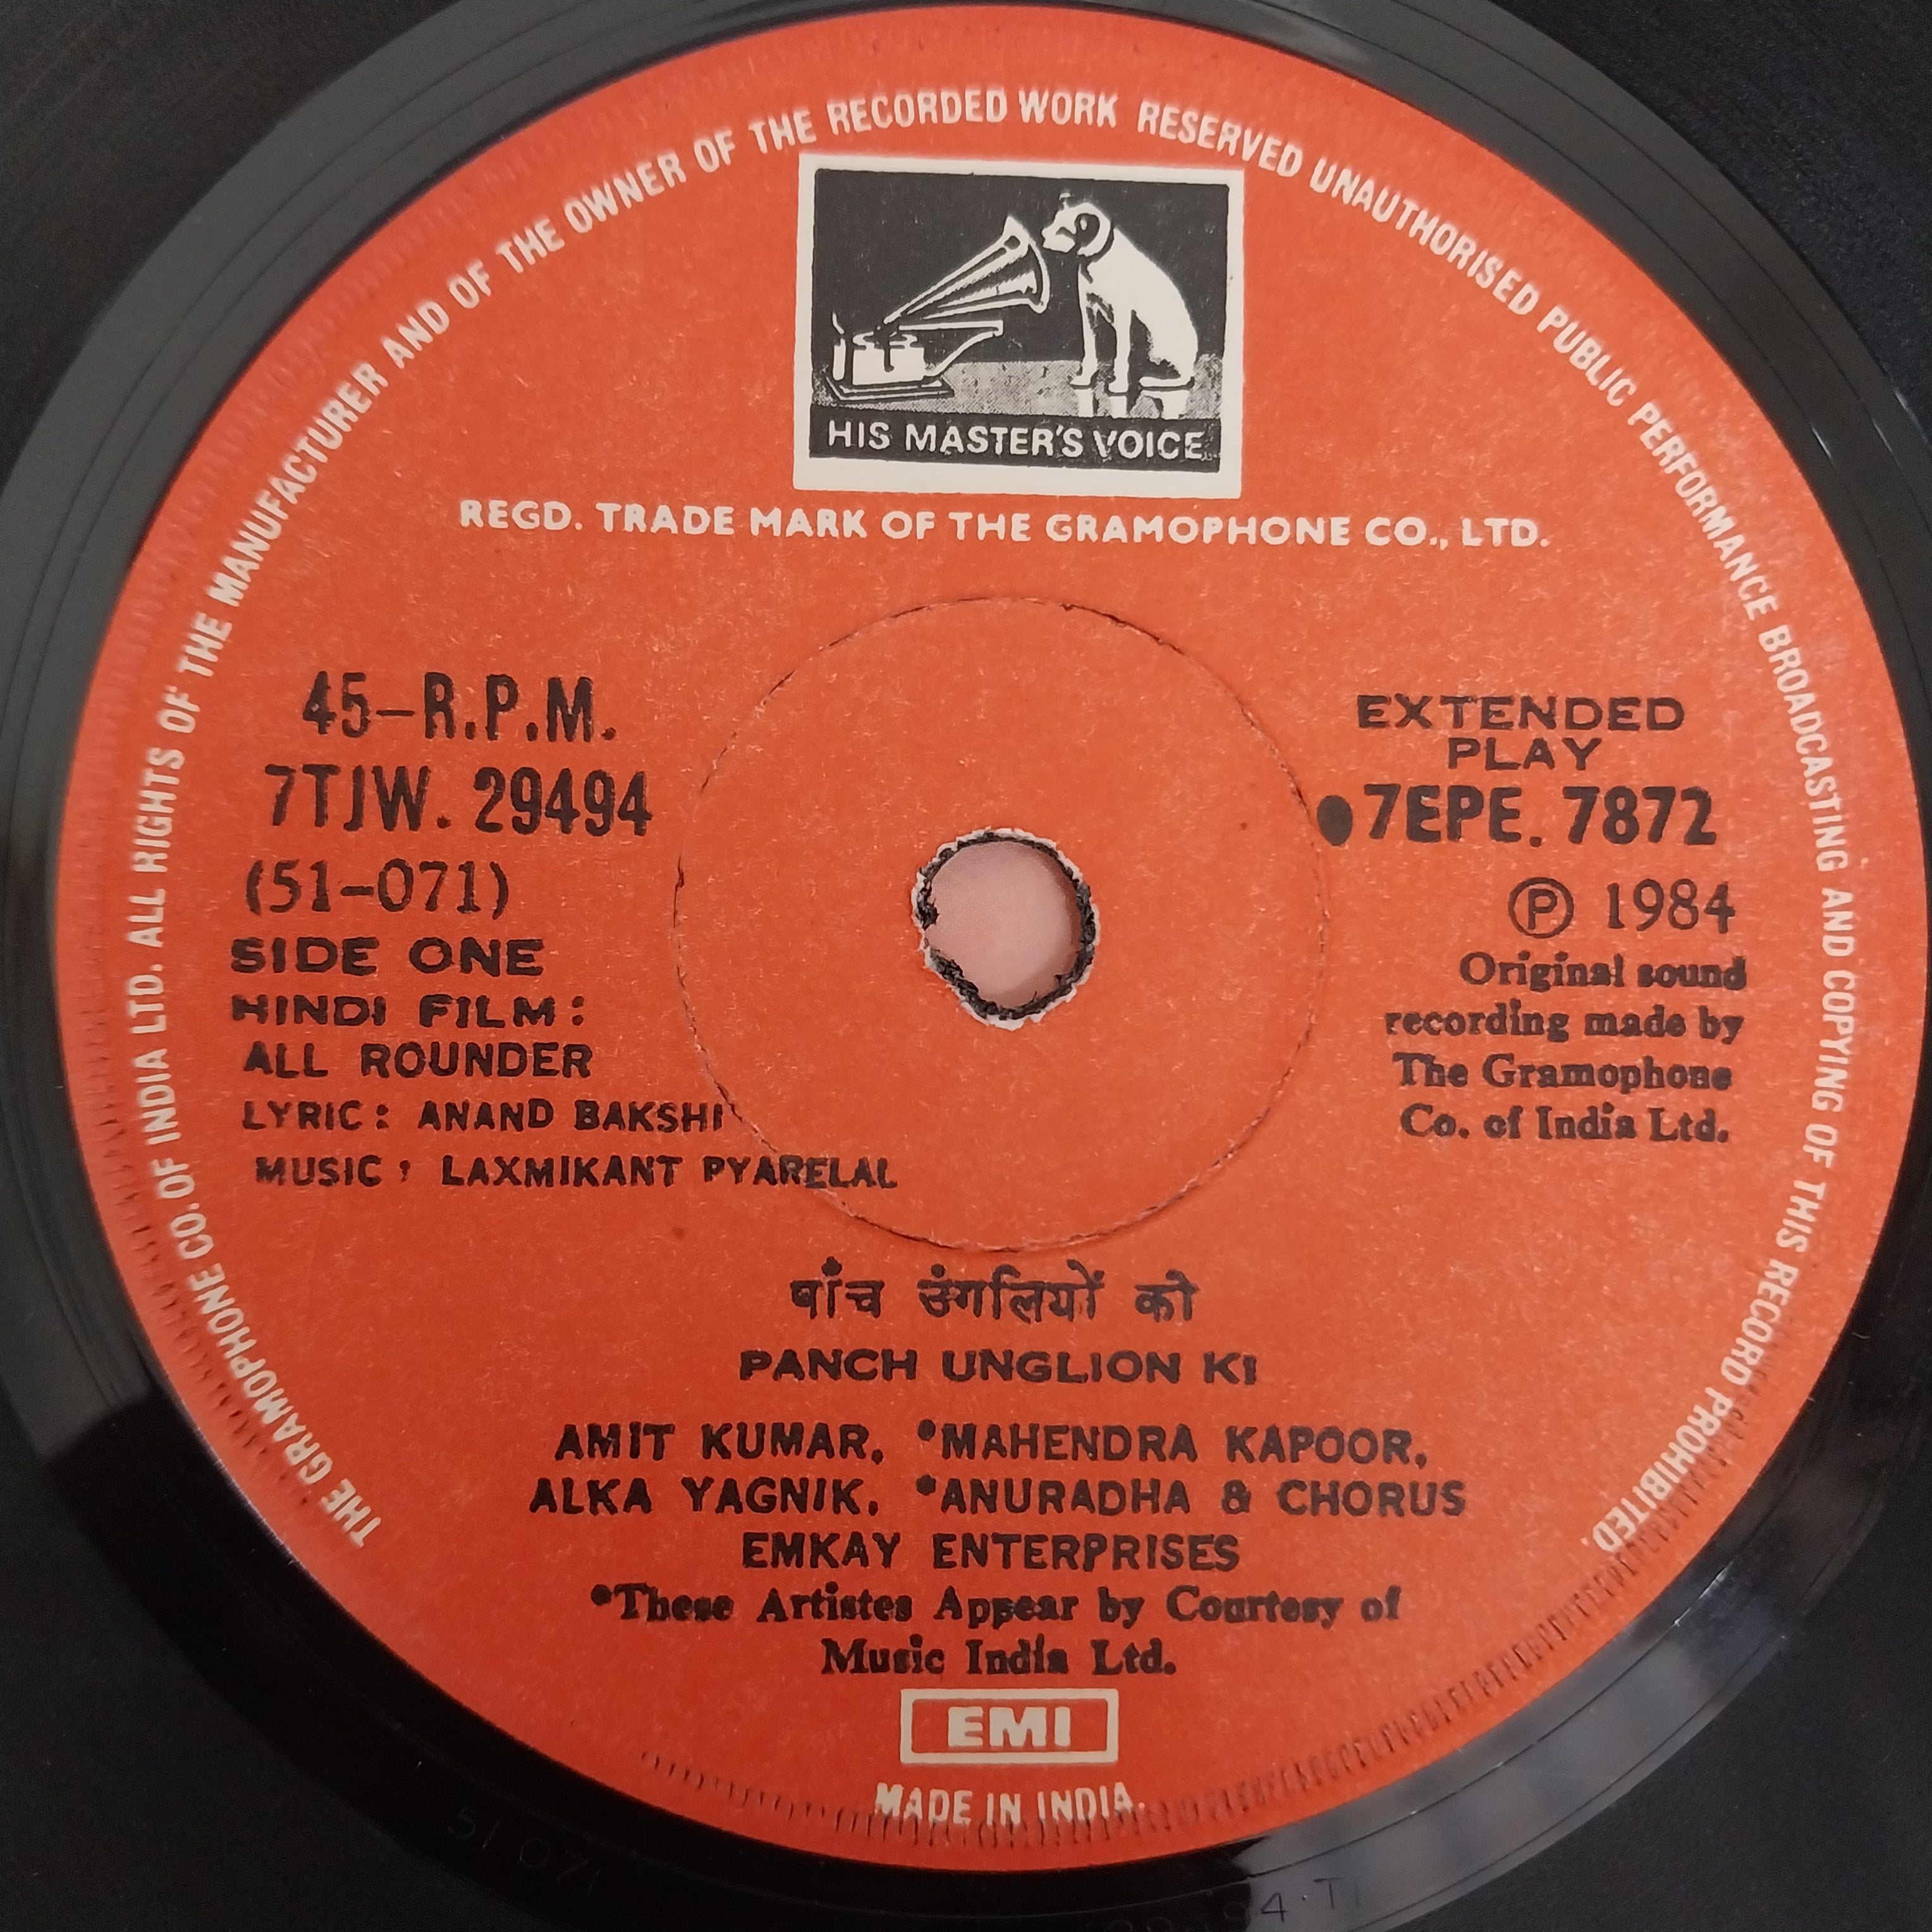 THE GRAMOPHONE CO. OF INDIA LTD. ALL RIGHTS OF THE MANUFACTURER AND OF THE OWNER OF THE RECORDED WORK RESERVED UNAUTHORISED PUBLIC PERFORMANCE BROADCASTING AND COPYING OF THIS RECORD PROHIBITED.
HIS MASTER'S VOICE
REGD. TRADE MARK OF THE GRAMOPHONE CO., LTD.
45-R.P.M.
7TJW. 29494
(51-071)
SIDE ONE
HINDI FILM:
ALL ROUNDER
LYRIC: ANAND BAKSHI
MUSIC: LAXMIKANT PYARELAL
EXTENDED
PLAY
●7EPE. 7872
℗ 1984
Original sound
recording made by
The Gramophone
Co. of India Ltd.
पाँच उंगलियों की
PANCH UNGLION KI
AMIT KUMAR, •MAHENDRA KAPOOR,
ALKA YAGNIK, •ANURADHA & CHORUS
EMKAY ENTERPRISES
•These Artistes Appear by Courtesy of
Music India Ltd.
EMI
MADE IN INDIA.
51 071